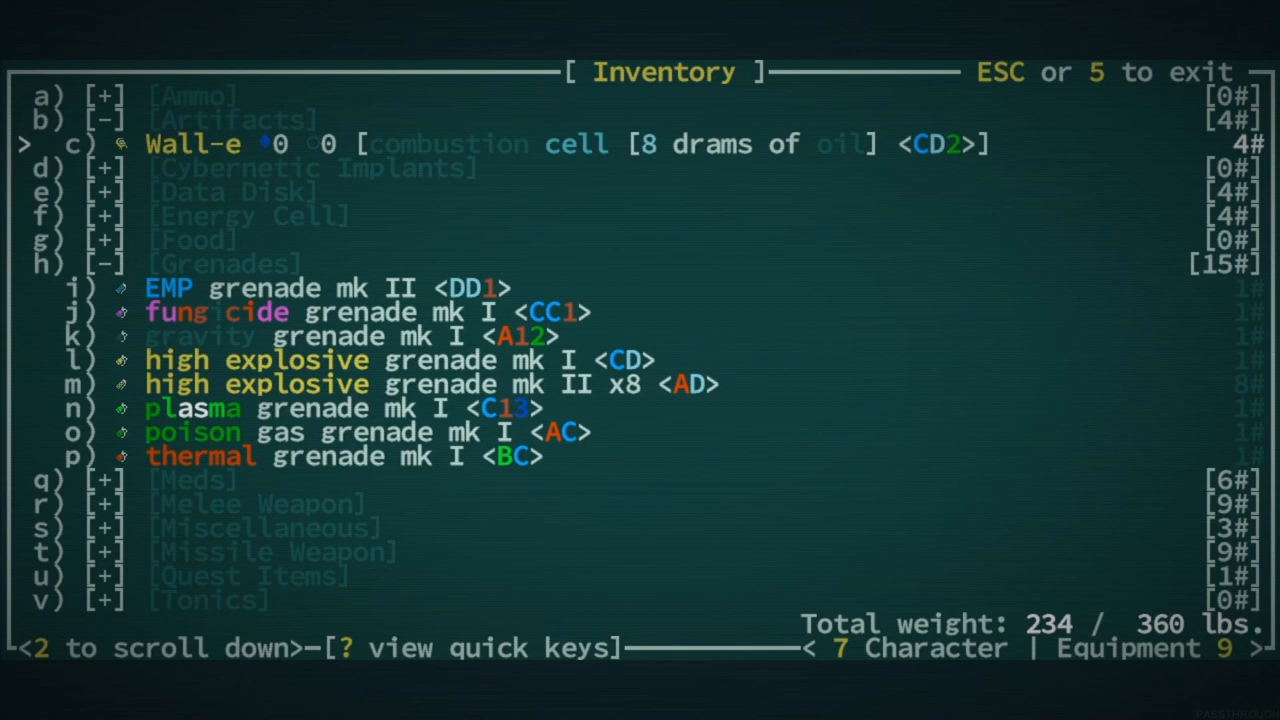 [ Inventory ] ESC or 5 to exit
a) [+] [Ammo] [0#]
b) [-] [Artifacts] [4#]
> c) Wall-e ♦0 ○0 [combustion cell [8 drams of oil] <CD2>] 4#
d) [+] [Cybernetic Implants] [0#]
e) [+] [Data Disk] [4#]
f) [+] [Energy Cell] [4#]
g) [+] [Food] [0#]
h) [-] [Grenades] [15#]
i) EMP grenade mk II <DD1> 1#
j) fungicide grenade mk I <CC1> 1#
k) gravity grenade mk I <A12> 1#
l) high explosive grenade mk I <CD> 1#
m) high explosive grenade mk II x8 <AD> 8#
n) plasma grenade mk I <C13> 1#
o) poison gas grenade mk I <AC> 1#
p) thermal grenade mk I <BC> 1#
q) [+] [Meds] [6#]
r) [+] [Melee Weapon] [9#]
s) [+] [Miscellaneous] [3#]
t) [+] [Missile Weapon] [9#]
u) [+] [Quest Items] [1#]
v) [+] [Tonics] [0#]
Total weight: 234 / 360 lbs.
<2 to scroll down> [? view quick keys] < 7 Character | Equipment 9 >
PASSTHROUGH